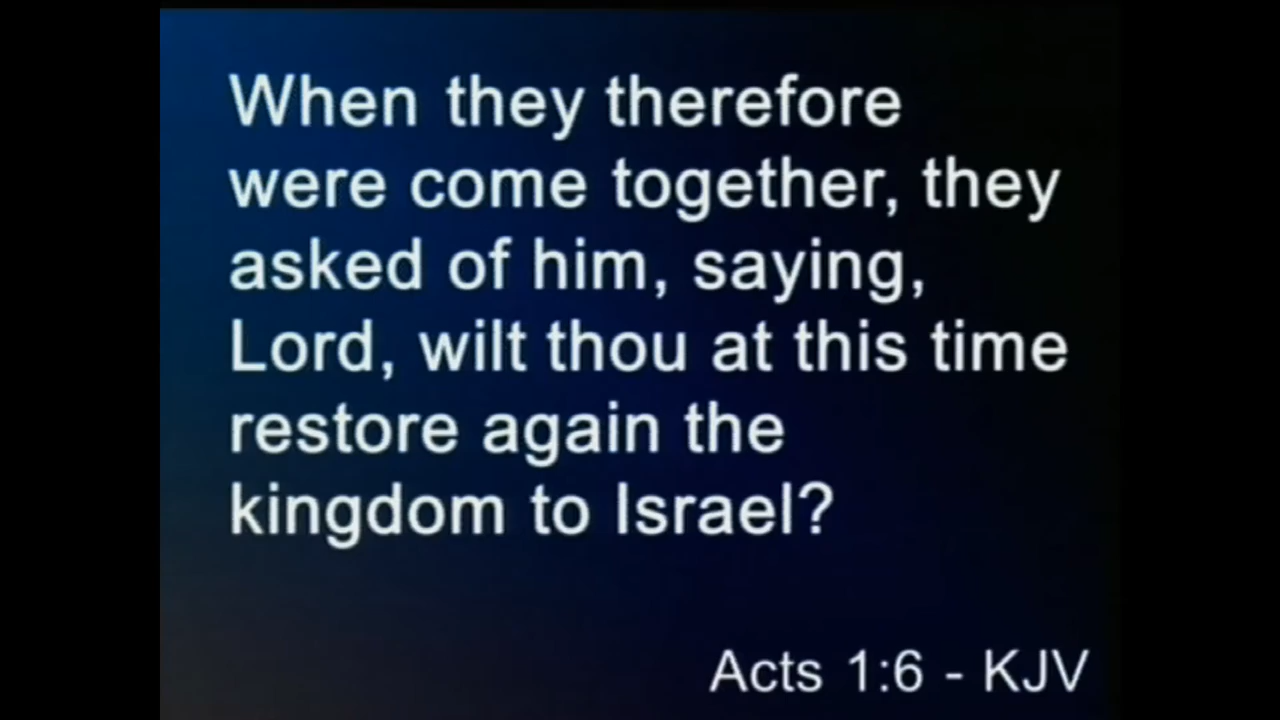 When they therefore
were come together, they
asked of him, saying,
Lord, wilt thou at this time
restore again the
kingdom to Israel?
Acts 1:6 - KJV